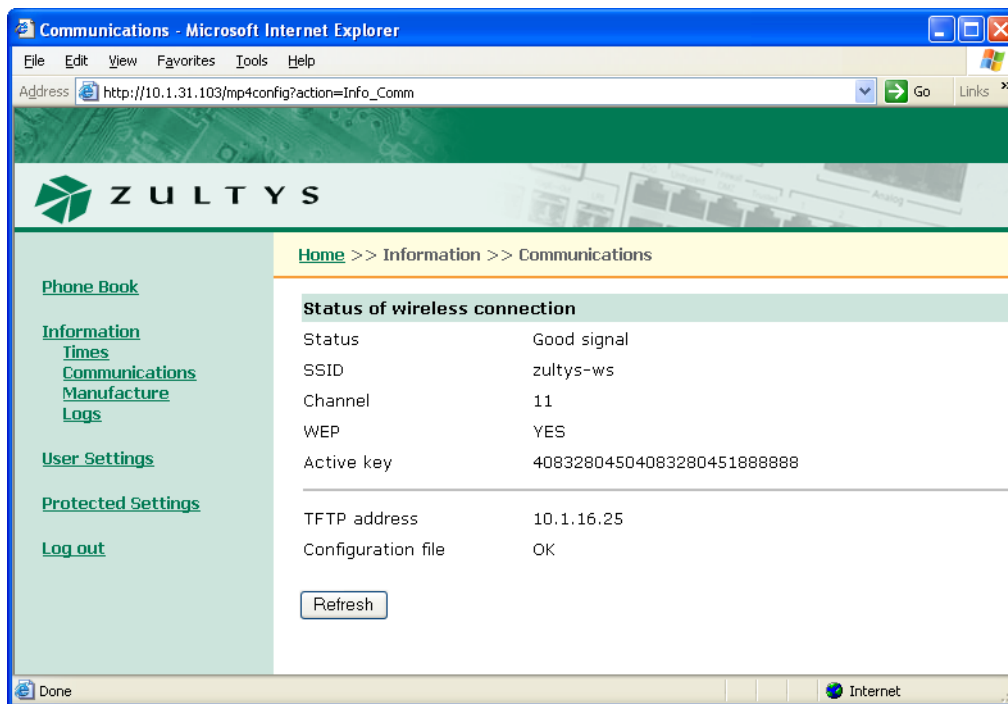 Communications - Microsoft Internet Explorer
File Edit View Favorites Tools Help
Address http://10.1.31.103/mp4config?action=Info_Comm Go Links »
ZULTYS
Analog
Home >> Information >> Communications
Phone Book
Information
Times
Communications
Manufacture
Logs
User Settings
Protected Settings
Log out
Status of wireless connection
Status Good signal
SSID zultys-ws
Channel 11
WEP YES
Active key 40832804504083280451888888
TFTP address 10.1.16.25
Configuration file OK
Refresh
Done Internet